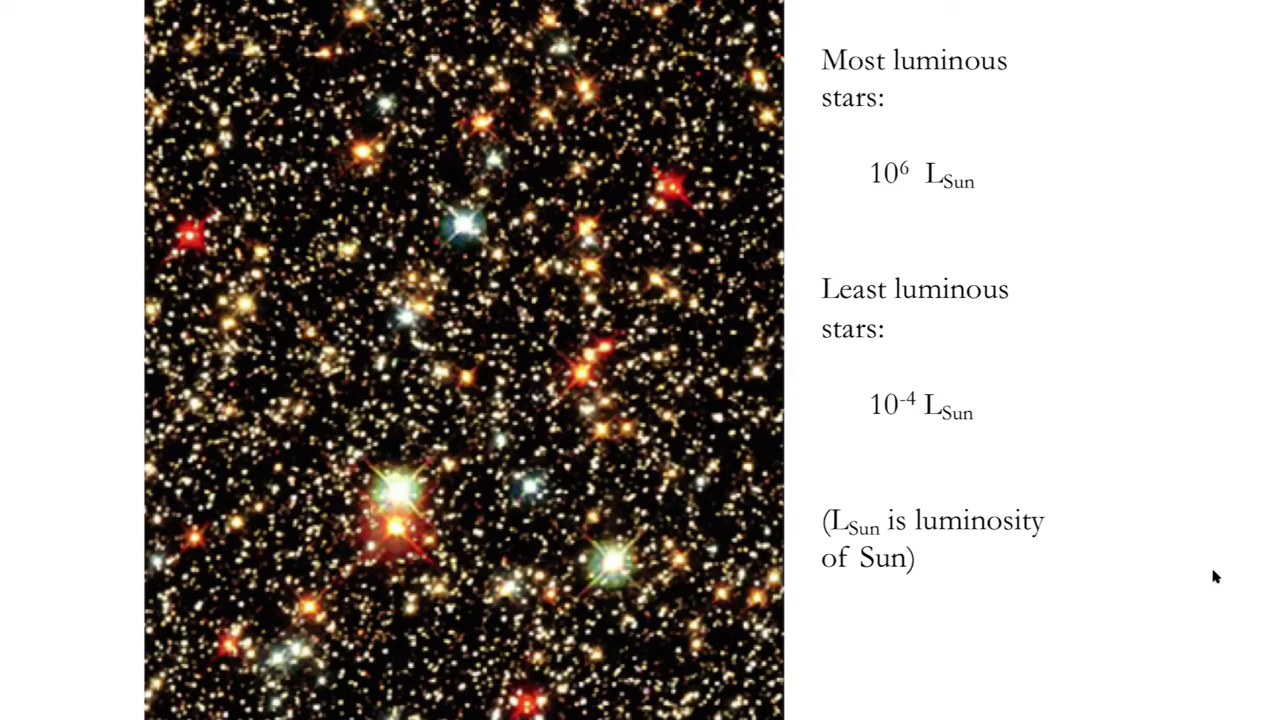 Most luminous
stars:
10⁶ L_Sun
Least luminous
stars:
10⁻⁴ L_Sun
(L_Sun is luminosity
of Sun)